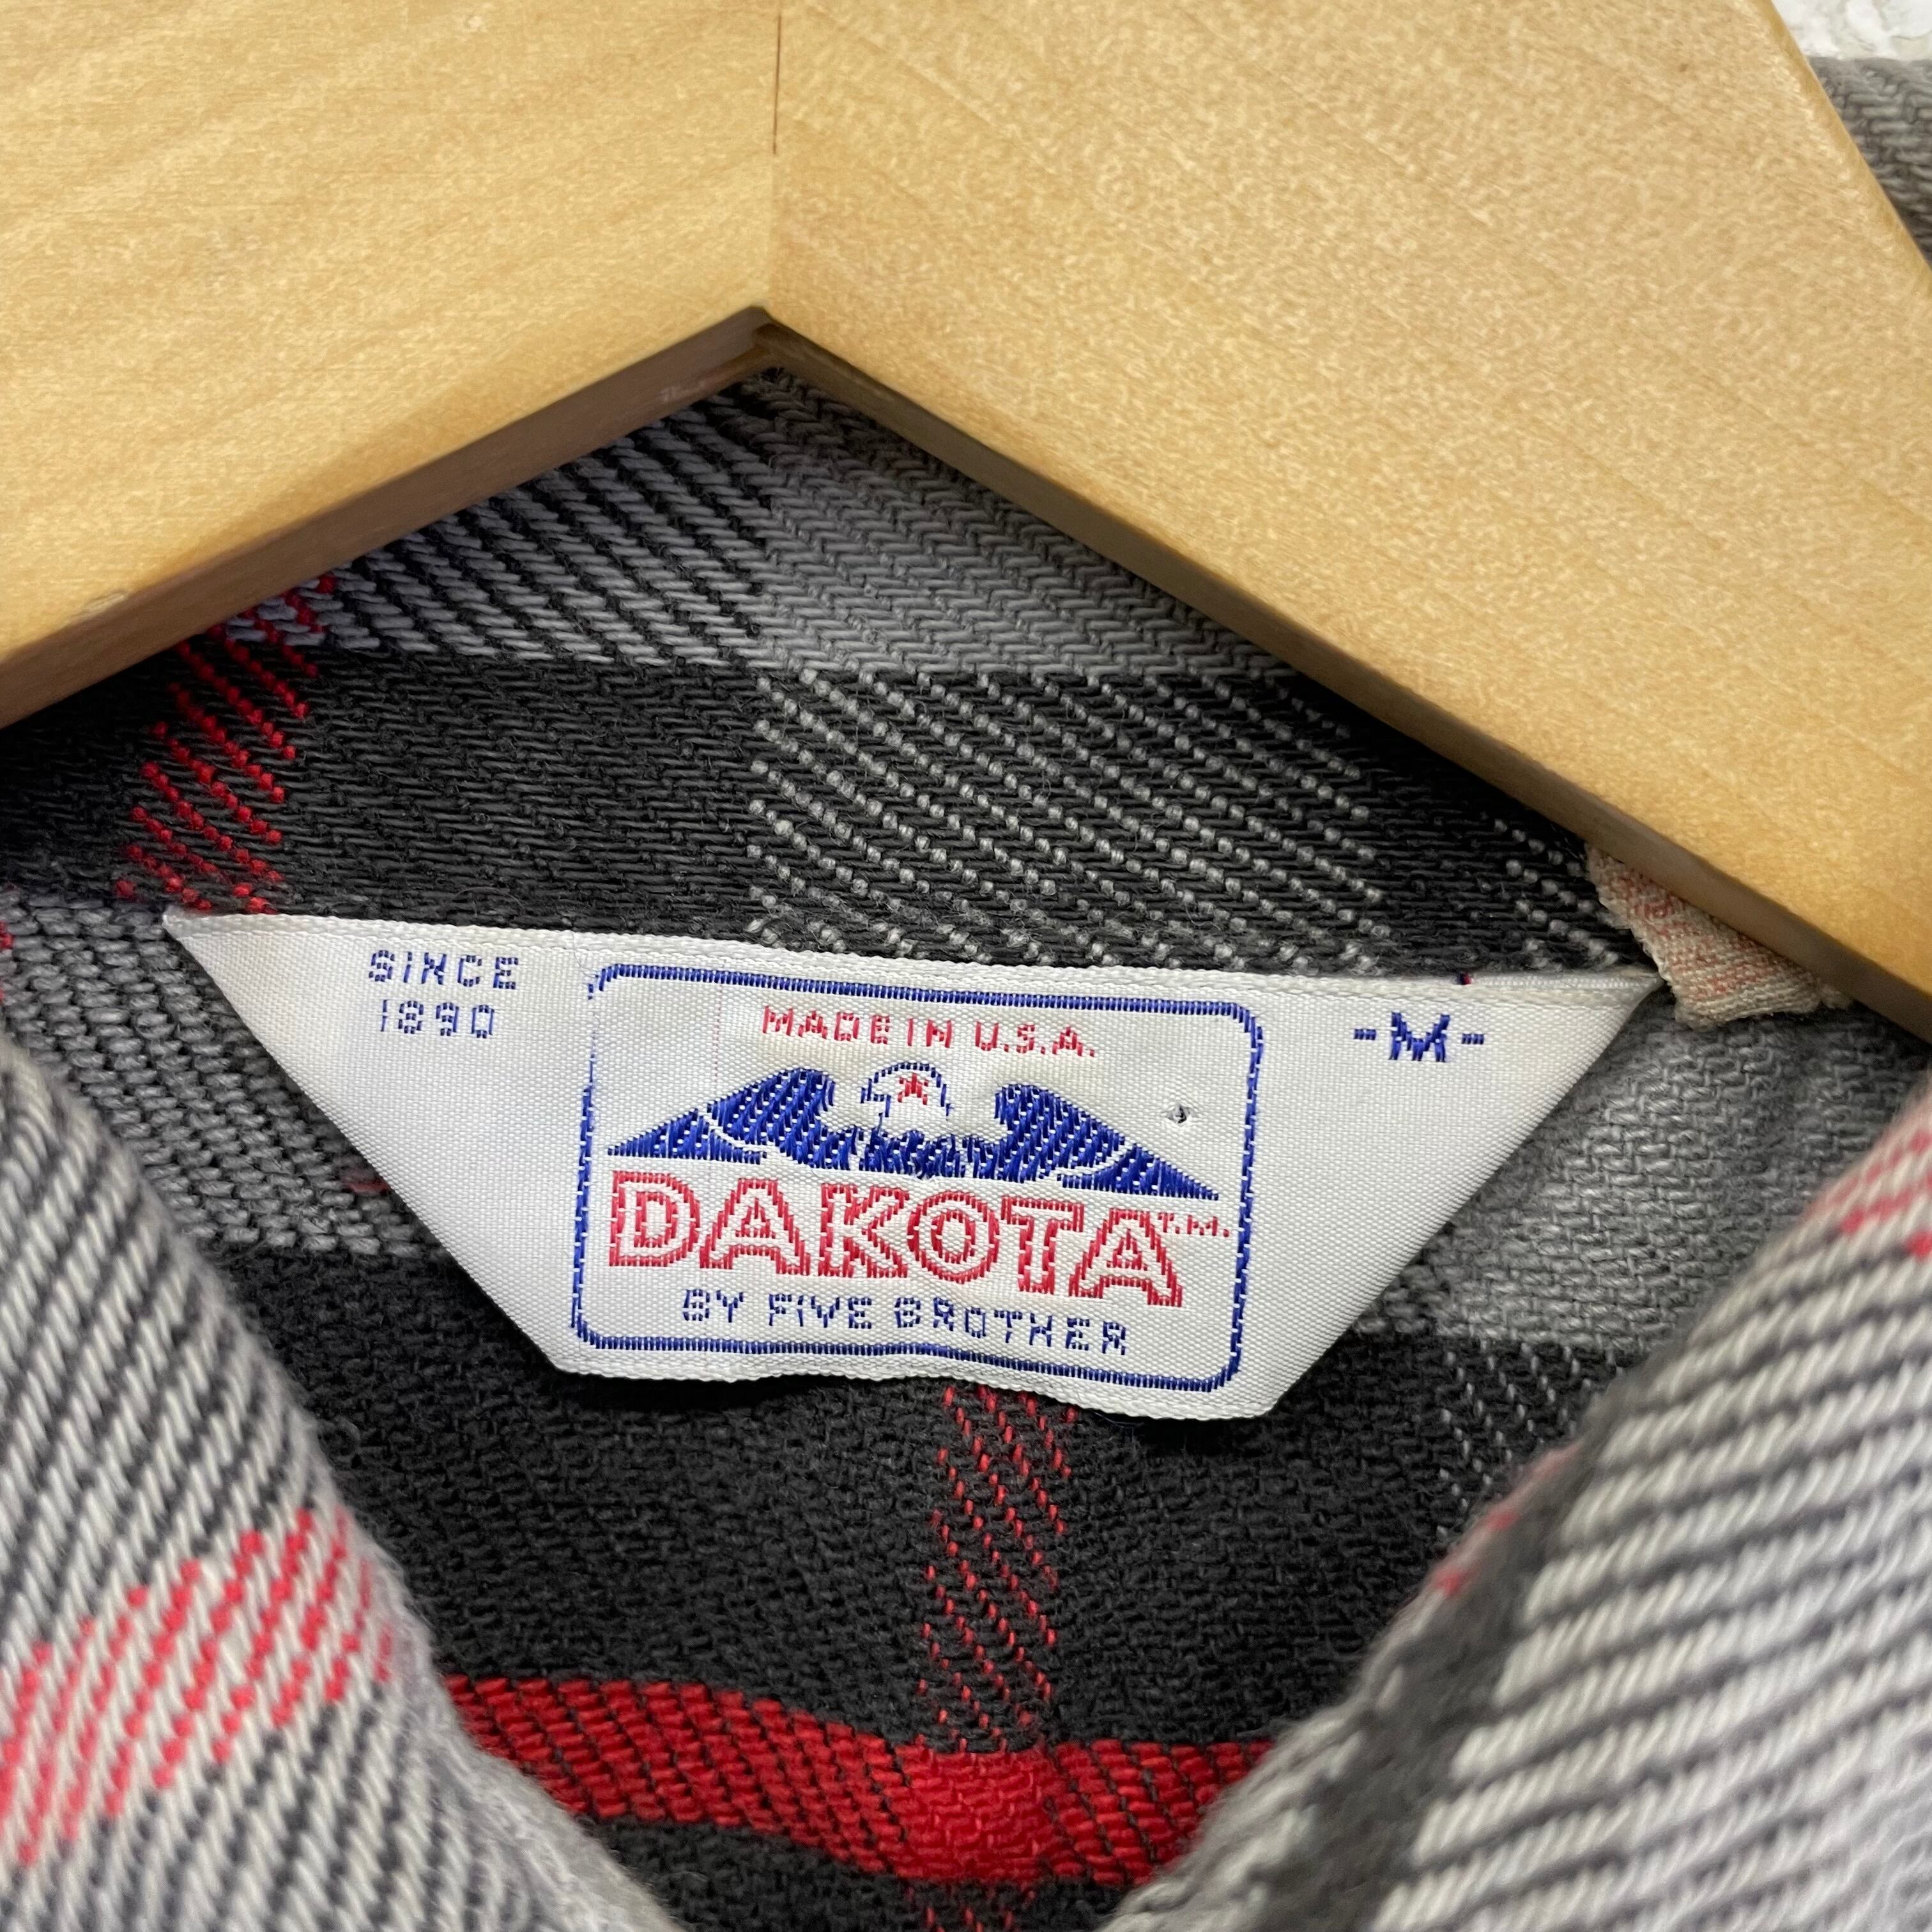 SINCE
1890
MADE IN U.S.A.
-M-
DAKOTA T.M.
BY FIVE BROTHER